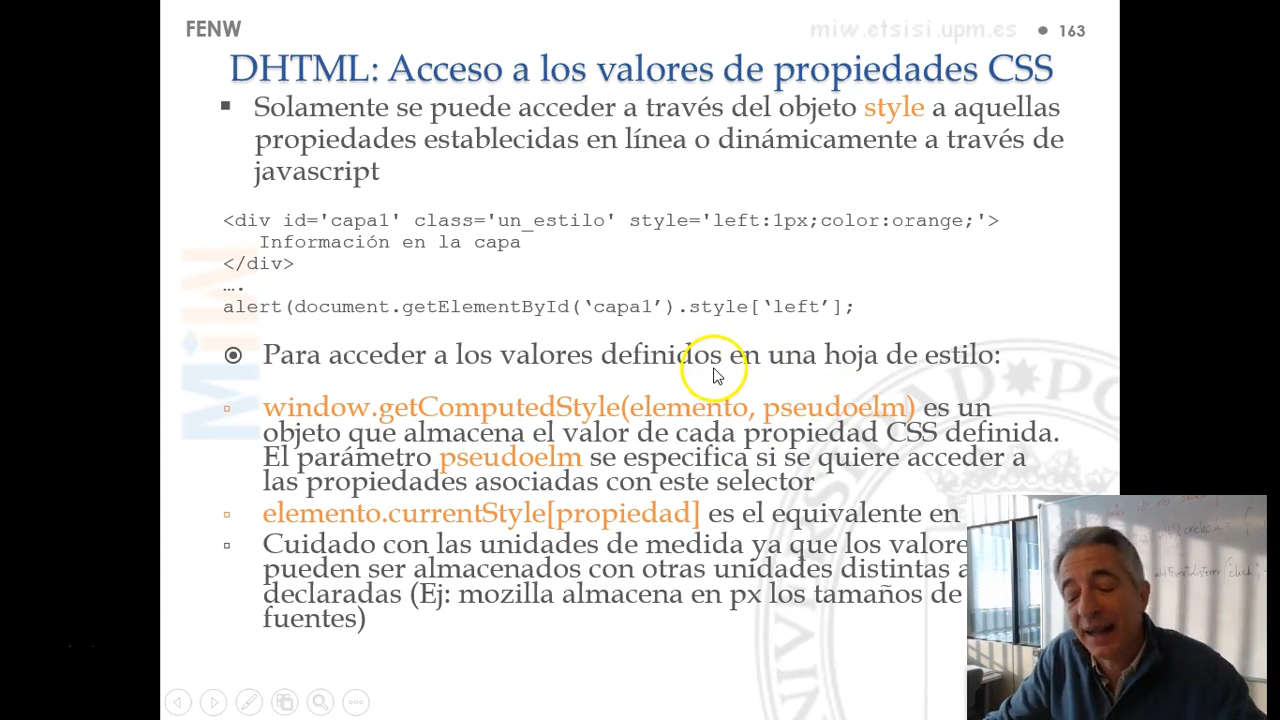 FENW
miw.etsisi.upm.es
163
DHTML: Acceso a los valores de propiedades CSS
Solamente se puede acceder a través del objeto style a aquellas
propiedades establecidas en línea o dinámicamente a través de
javascript
<div id='capa1' class='un_estilo' style='left:1px;color:orange;'>
Información en la capa
</div>
….
alert(document.getElementById(‘capa1’).style[‘left’];
Para acceder a los valores definidos en una hoja de estilo:
window.getComputedStyle(elemento, pseudoelm) es un
objeto que almacena el valor de cada propiedad CSS definida.
El parámetro pseudoelm se especifica si se quiere acceder a
las propiedades asociadas con este selector
elemento.currentStyle[propiedad] es el equivalente en
Cuidado con las unidades de medida ya que los valore
pueden ser almacenados con otras unidades distintas a
declaradas (Ej: mozilla almacena en px los tamaños de
fuentes)
MiW